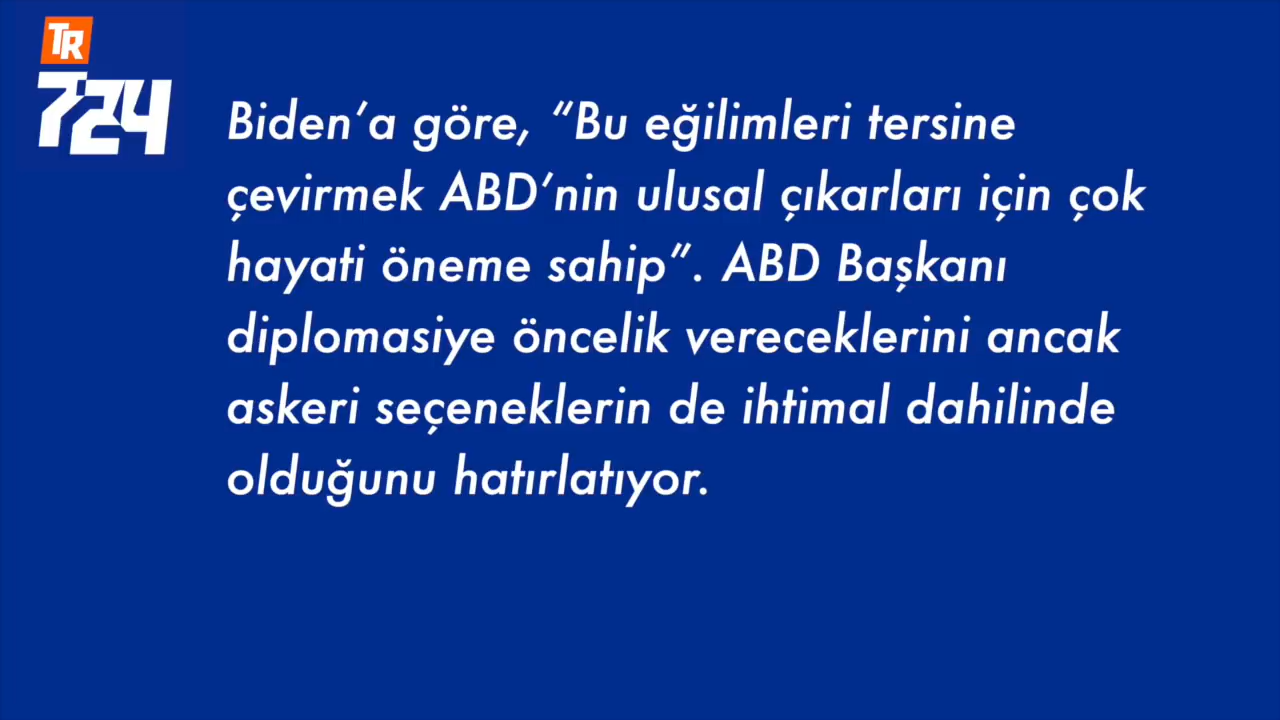 TR
724
Biden’a göre, “Bu eğilimleri tersine
çevirmek ABD’nin ulusal çıkarları için çok
hayati öneme sahip”. ABD Başkanı
diplomasiye öncelik vereceklerini ancak
askeri seçeneklerin de ihtimal dahilinde
olduğunu hatırlatıyor.